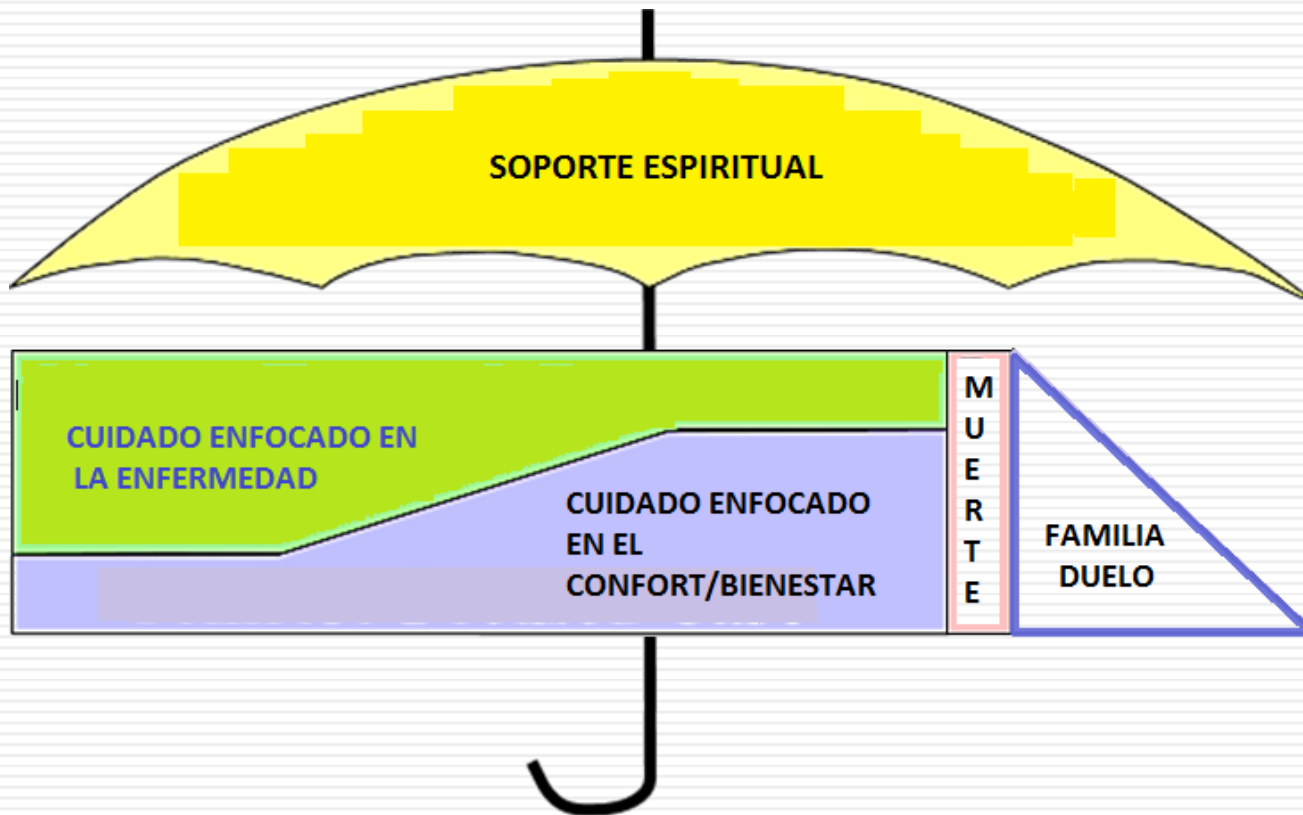 SOPORTE ESPIRITUAL
CUIDADO ENFOCADO EN
LA ENFERMEDAD
CUIDADO ENFOCADO
EN EL
CONFORT/BIENESTAR
M
U
E
R
T
E
FAMILIA
DUELO